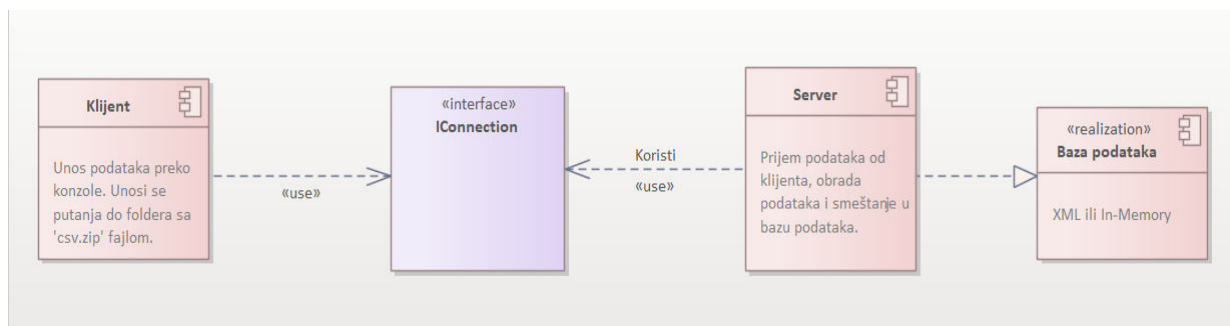 Klijent
Unos podataka preko
konzole. Unosi se
putanja do foldera sa
'csv.zip' fajlom.
«use»
«interface»
IConnection
Koristi
«use»
Server
Prijem podataka od
klijenta, obrada
podataka i smeštanje u
bazu podataka.
«realization»
Baza podataka
XML ili In-Memory